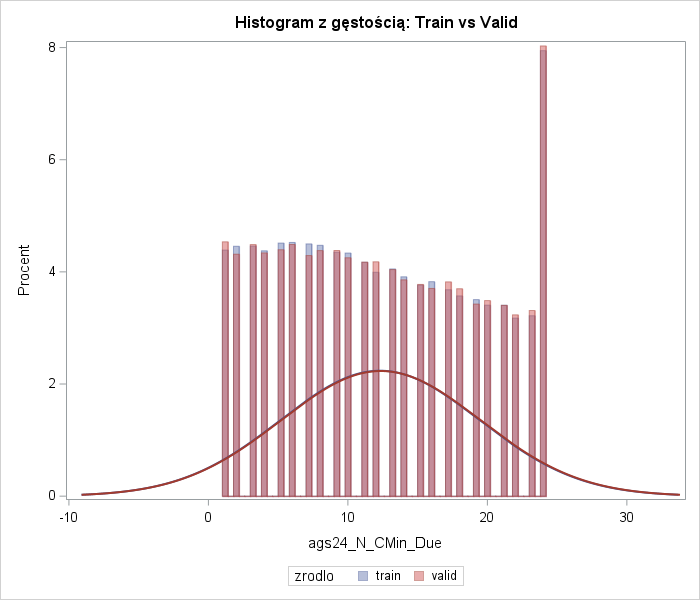 Histogram z gęstością: Train vs Valid
8
6
4
2
0
Procent
-10 0 10 20 30
ags24_N_CMin_Due
zrodlo train valid